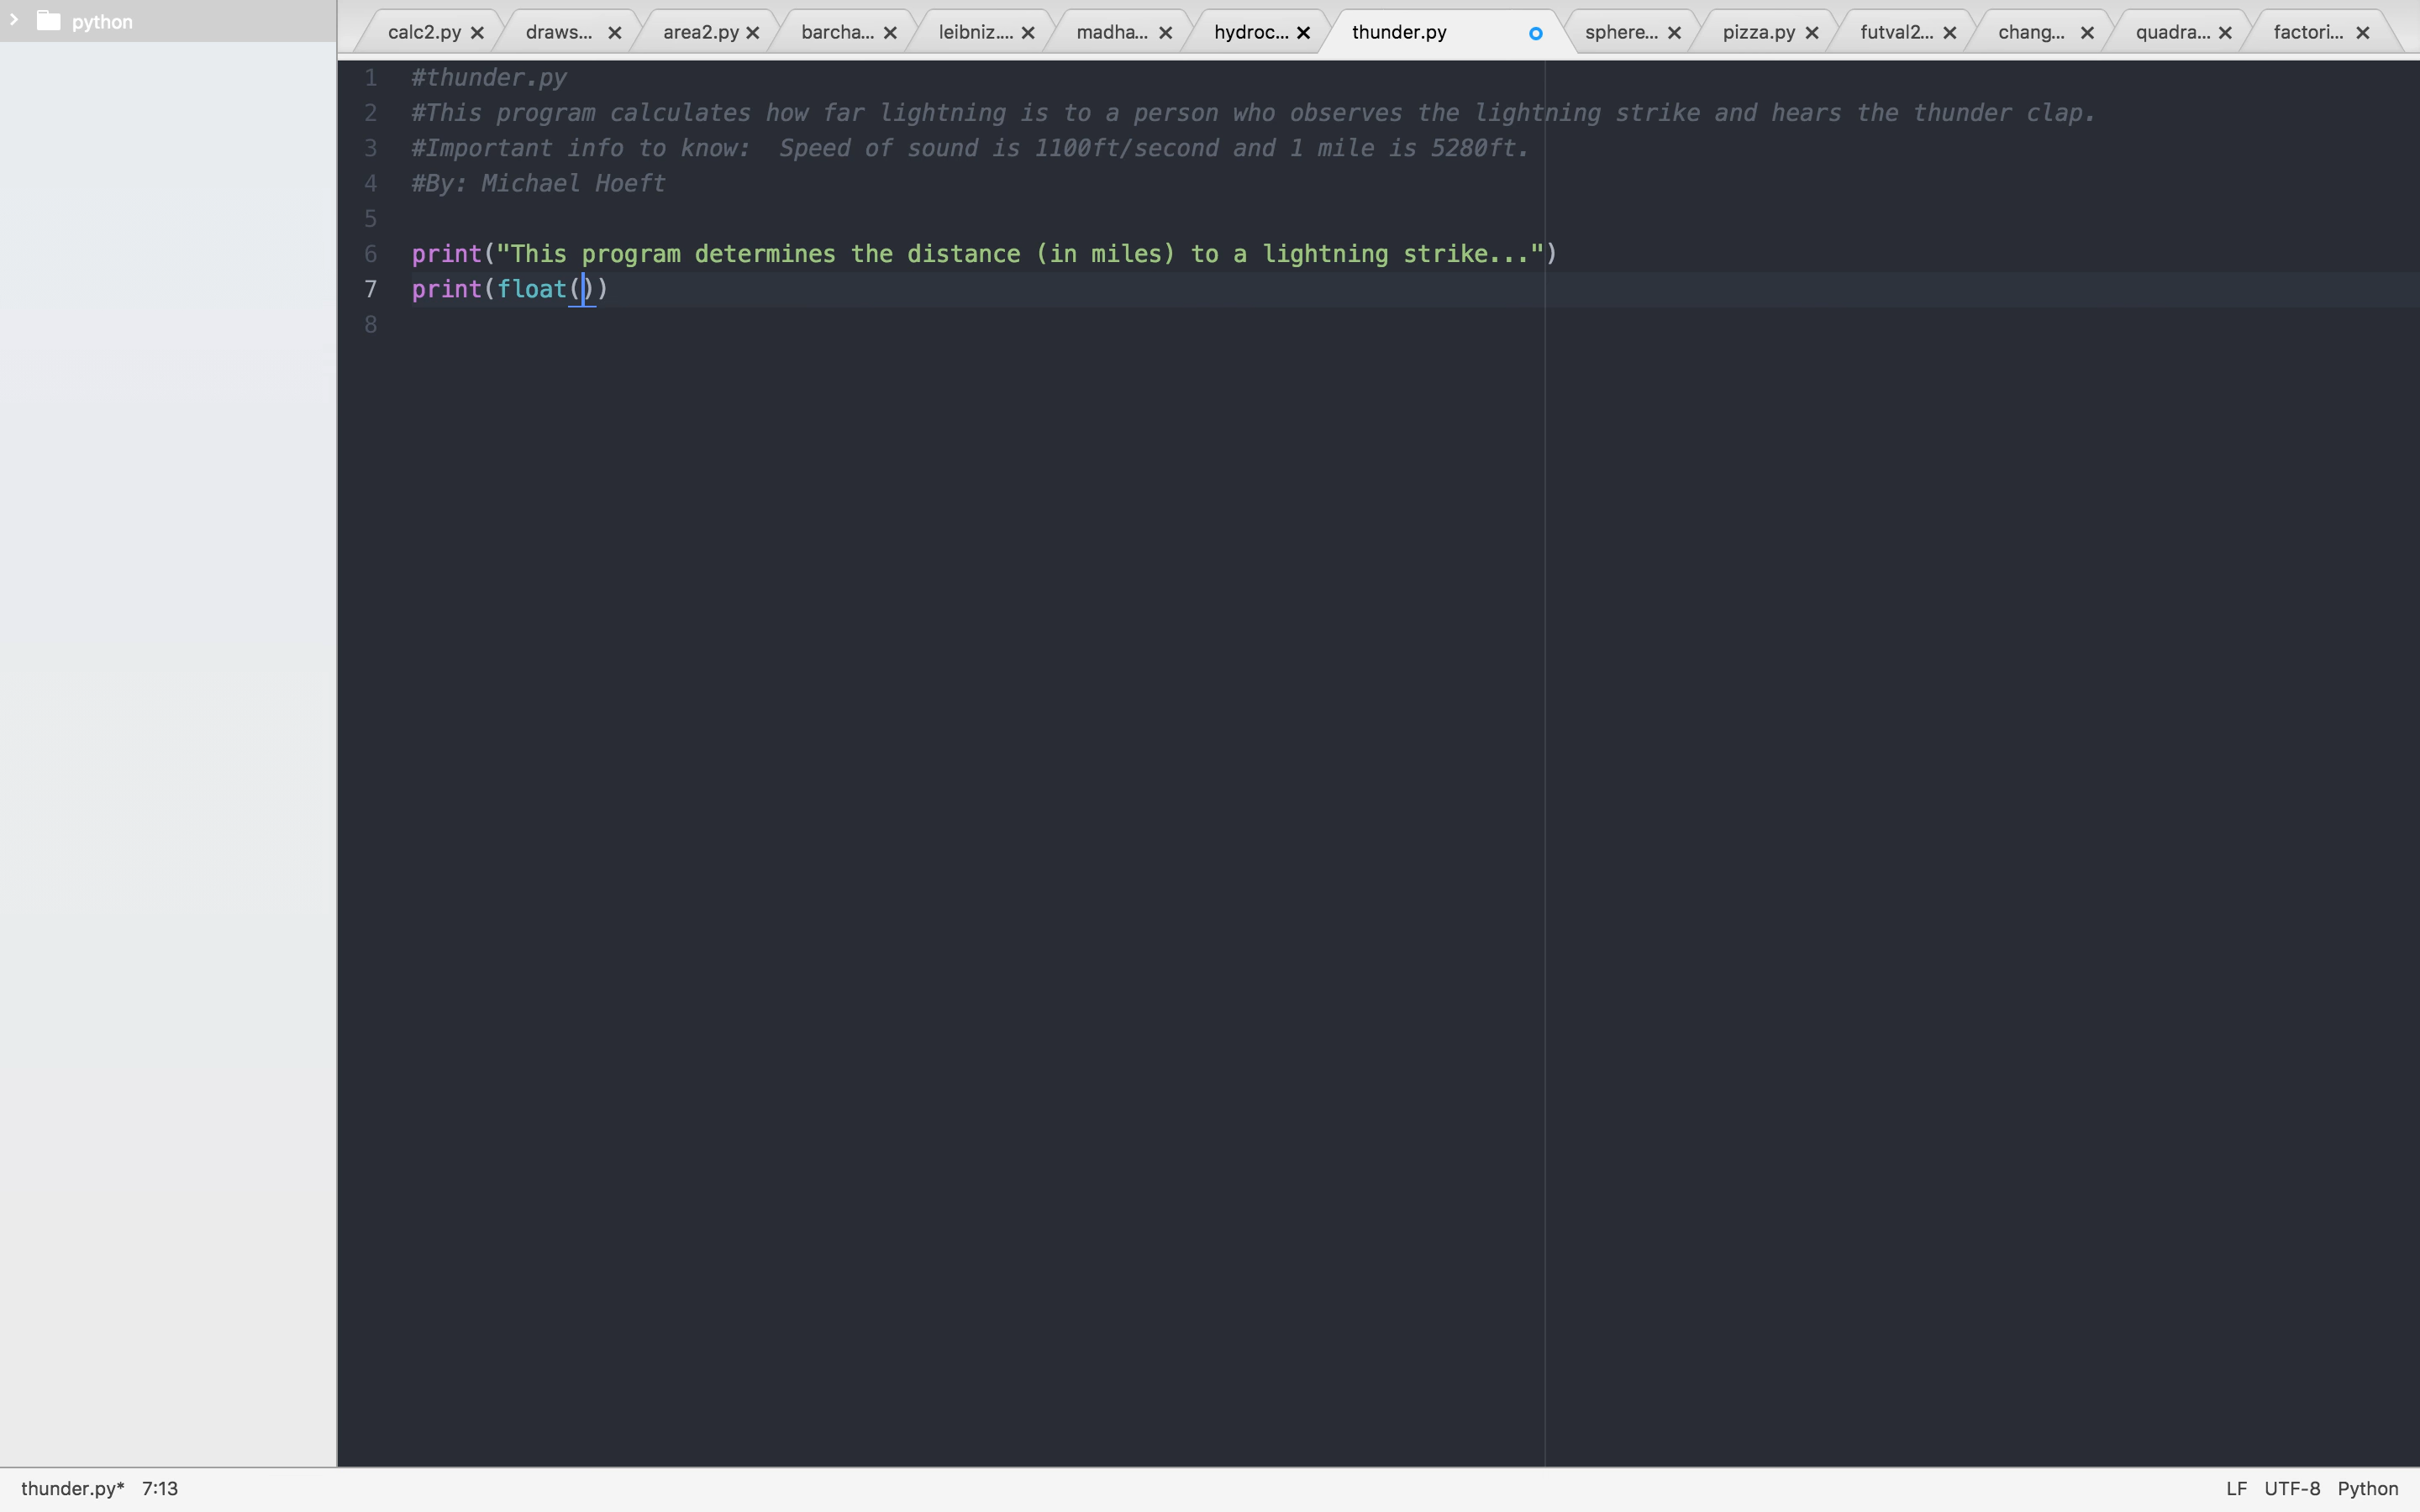 python
calc2.py
draws...
area2.py
barcha...
leibniz....
madha...
hydroc...
thunder.py
sphere...
pizza.py
futval2...
chang...
quadra...
factori...
1 #thunder.py
2 #This program calculates how far lightning is to a person who observes the lightning strike and hears the thunder clap.
3 #Important info to know:  Speed of sound is 1100ft/second and 1 mile is 5280ft.
4 #By: Michael Hoeft
5
6 print("This program determines the distance (in miles) to a lightning strike...")
7 print(float())
8
thunder.py* 7:13 LF UTF-8 Python